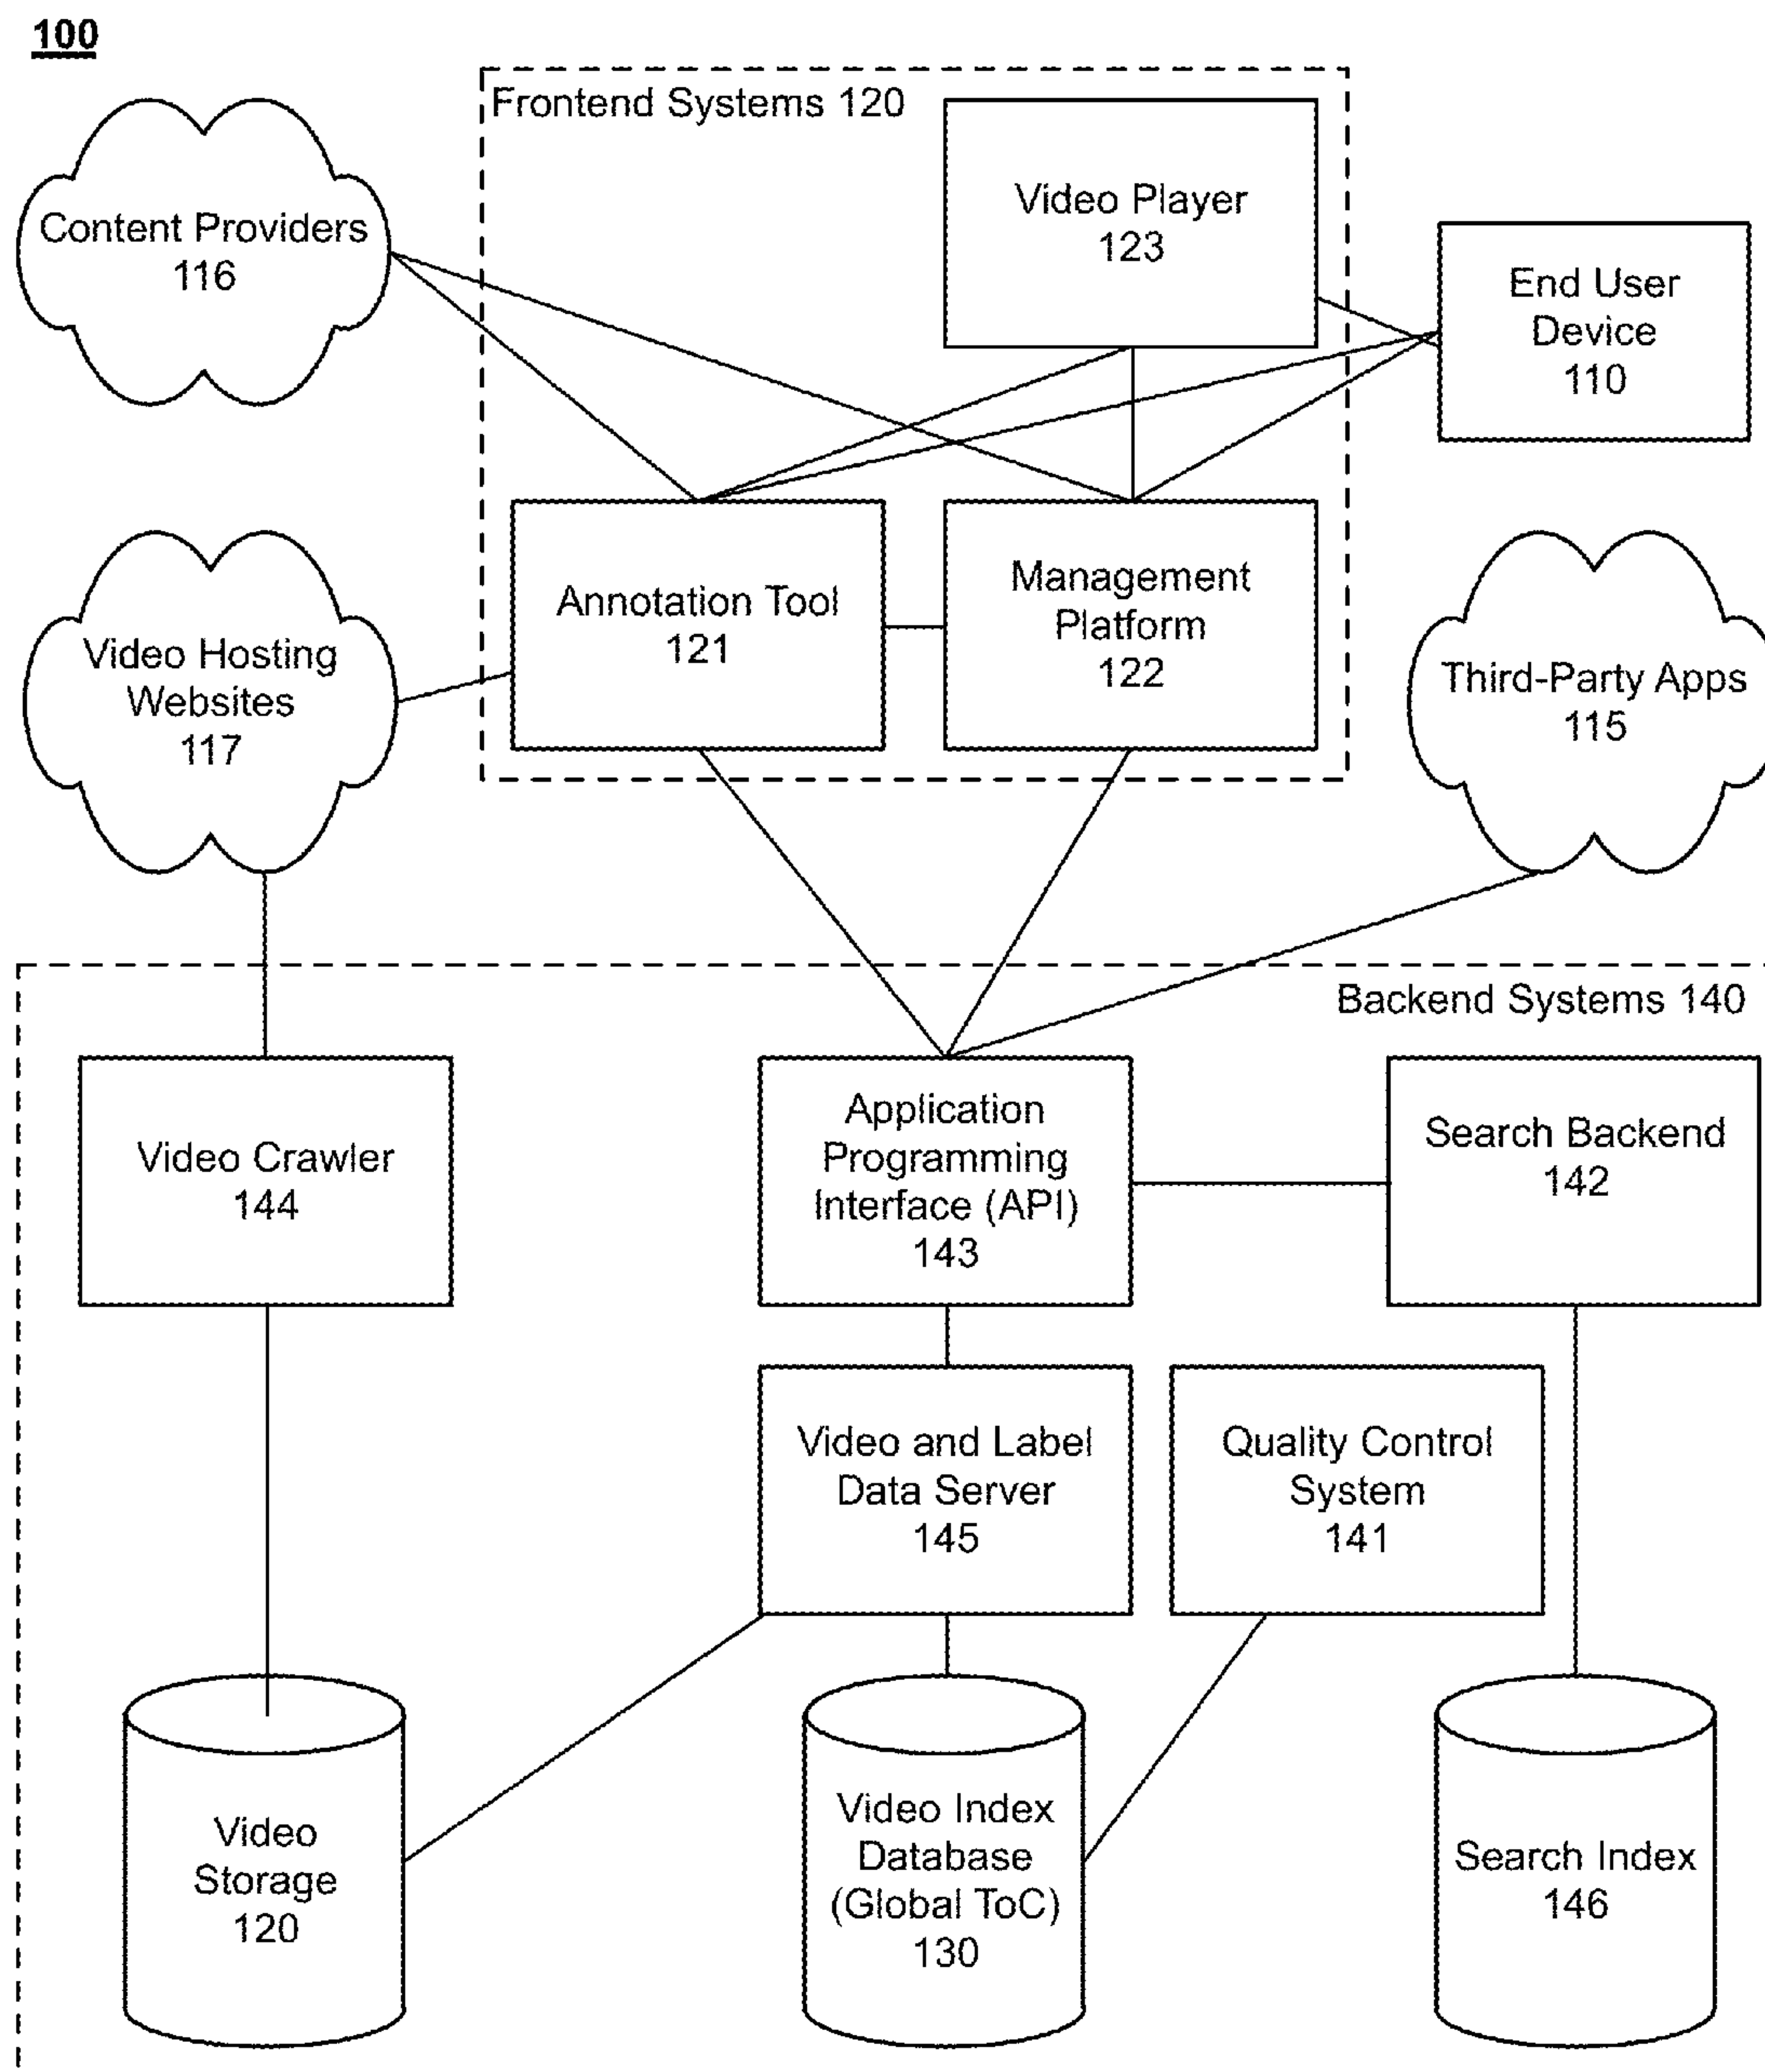 100
Frontend Systems 120
Video Player
123
Content Providers
116
End User
Device
110
Annotation Tool
121
Management
Platform
122
Video Hosting
Websites
117
Third-Party Apps
115
Backend Systems 140
Video Crawler
144
Application
Programming
Interface (API)
143
Search Backend
142
Video and Label
Data Server
145
Quality Control
System
141
Video
Storage
120
Video Index
Database
(Global ToC)
130
Search Index
146